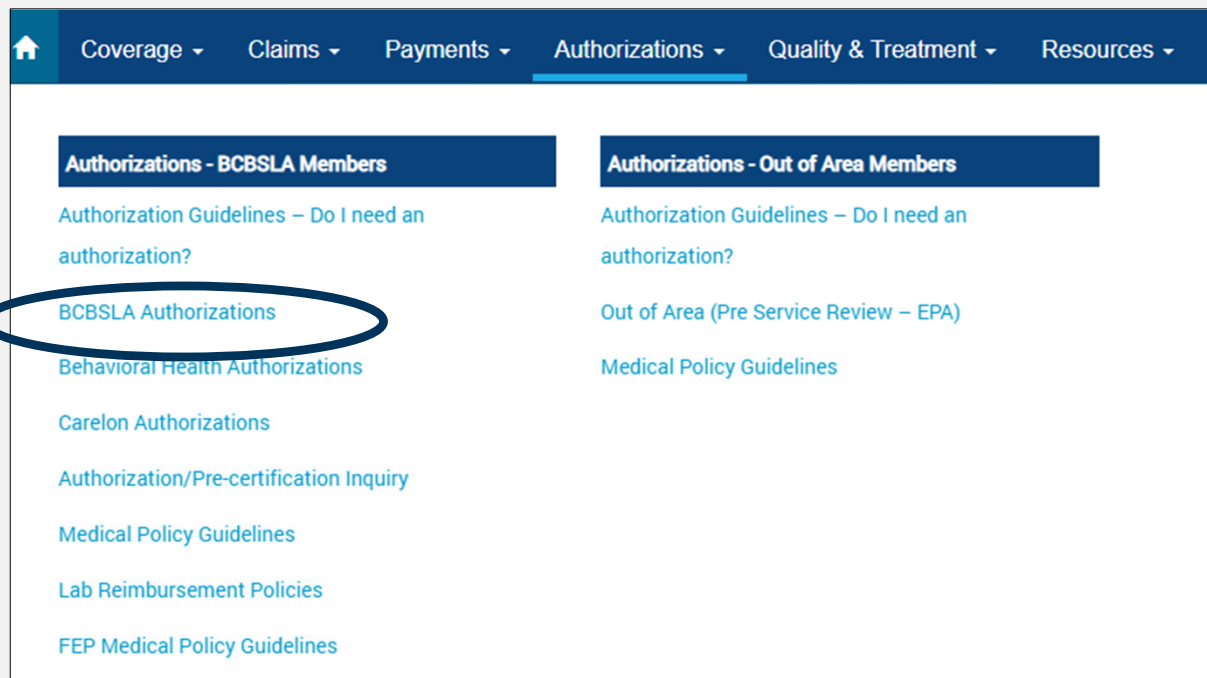 Coverage Claims Payments Authorizations Quality & Treatment Resources
Authorizations - BCBSLA Members
Authorization Guidelines – Do I need an
authorization?
BCBSLA Authorizations
Behavioral Health Authorizations
Carelon Authorizations
Authorization/Pre-certification Inquiry
Medical Policy Guidelines
Lab Reimbursement Policies
FEP Medical Policy Guidelines
Authorizations - Out of Area Members
Authorization Guidelines – Do I need an
authorization?
Out of Area (Pre Service Review – EPA)
Medical Policy Guidelines